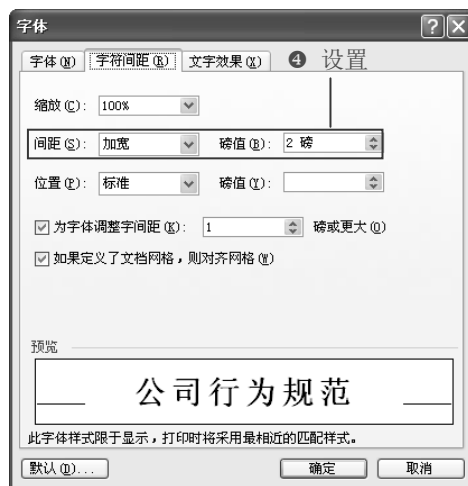 字体
字体(N) 字符间距(R) 文字效果(X) ❹ 设置
缩放(C): 100%
间距(S): 加宽 磅值(B): 2 磅
位置(P): 标准 磅值(Y):
为字体调整字间距(K): 1 磅或更大(O)
如果定义了文档网格，则对齐网格(W)
预览
公司行为规范
此字体样式限于显示，打印时将采用最相近的匹配样式。
默认(D)... 确定 取消